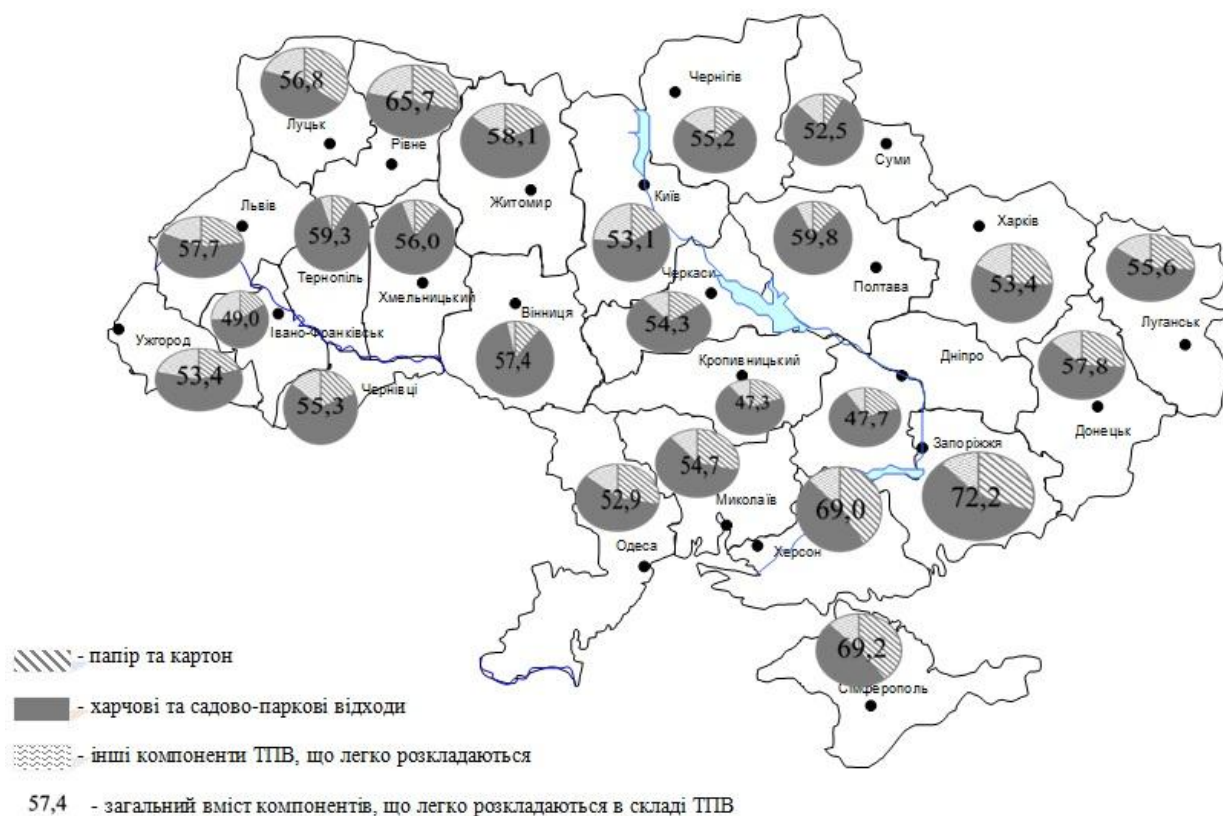 Чернігів
56,8
65,7
58,1
55,2
52,5
Луцьк
Рівне
Суми
Житомир
Київ
Львів
Харків
57,7
59,3
56,0
53,1
59,8
53,4
55,6
Тернопіль
Хмельницький
Черкаси
Полтава
Луганськ
49,0
Івано-Франківськ
Вінниця
54,3
Ужгород
Кропивницький
Дніпро
57,8
53,4
57,4
Чернівці
55,3
47,3
47,7
Донецьк
Запоріжжя
54,7
52,9
Миколаїв
69,0
72,2
Одеса
Херсон
69,2
Сімферополь
- папір та картон
- харчові та садово-паркові відходи
- інші компоненти ТПВ, що легко розкладаються
57,4 - загальний вміст компонентів, що легко розкладаються в складі ТПВ